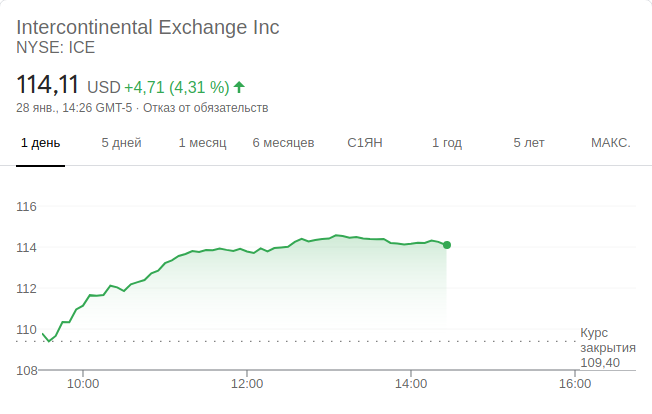 Intercontinental Exchange Inc
NYSE: ICE
114,11 USD +4,71 (4,31 %)
28 янв., 14:26 GMT-5 · Отказ от обязательств
1 день 5 дней 1 месяц 6 месяцев С1ЯН 1 год 5 лет МАКС.
116
114
112
110
Курс
закрытия
109,40
108
10:00 12:00 14:00 16:00